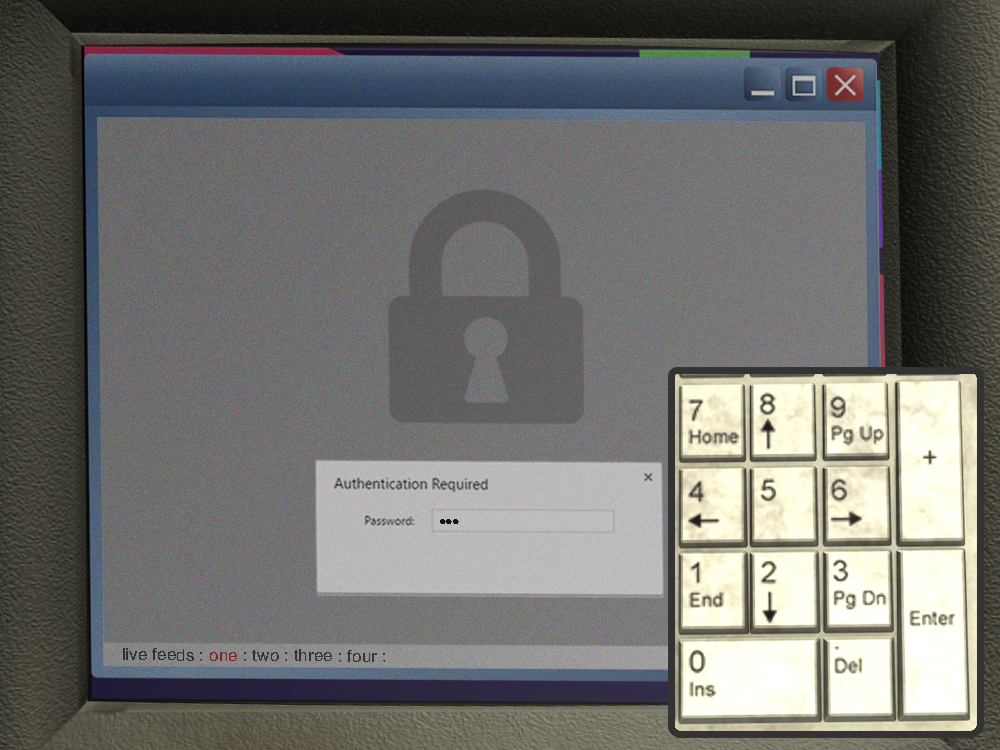 Authentication Required
Password: •••
live feeds : one : two : three : four :
7 Home
8
9 Pg Up
+
4
5
6
1 End
2
3 Pg Dn
Enter
0 Ins
. Del